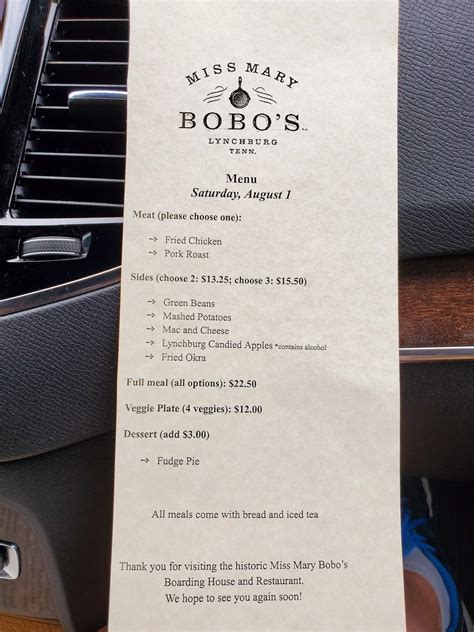 MISS MARY
BOBO'S
LYNCHBURG
TENN.
Menu
Saturday, August 1
Meat (please choose one):
→ Fried Chicken
→ Pork Roast
Sides (choose 2: $13.25; choose 3: $15.50)
→ Green Beans
→ Mashed Potatoes
→ Mac and Cheese
→ Lynchburg Candied Apples *contains alcohol
→ Fried Okra
Full meal (all options): $22.50
Veggie Plate (4 veggies): $12.00
Dessert (add $3.00)
→ Fudge Pie
All meals come with bread and iced tea
Thank you for visiting the historic Miss Mary Bobo's
Boarding House and Restaurant.
We hope to see you again soon!